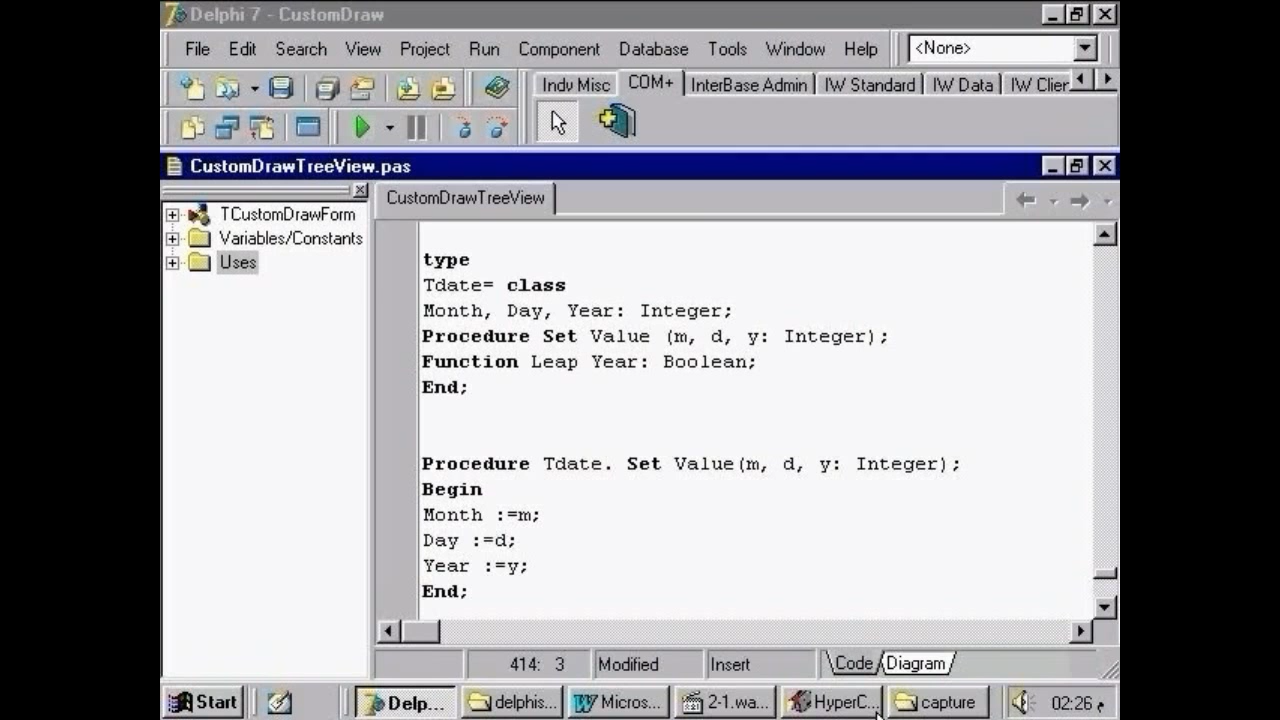 Delphi 7 - CustomDraw
File Edit Search View Project Run Component Database Tools Window Help <None>
Indy Misc COM+ InterBase Admin IW Standard IW Data IW Clier
CustomDrawTreeView.pas
CustomDrawTreeView
TCustomDrawForm
Variables/Constants
Uses
type
Tdate= class
Month, Day, Year: Integer;
Procedure Set Value (m, d, y: Integer);
Function Leap Year: Boolean;
End;
Procedure Tdate. Set Value(m, d, y: Integer);
Begin
Month :=m;
Day :=d;
Year :=y;
End;
414: 3 Modified Insert Code Diagram
Start Delp... delphis... Micros... 2-1.wa... HyperC... capture 02:26 م